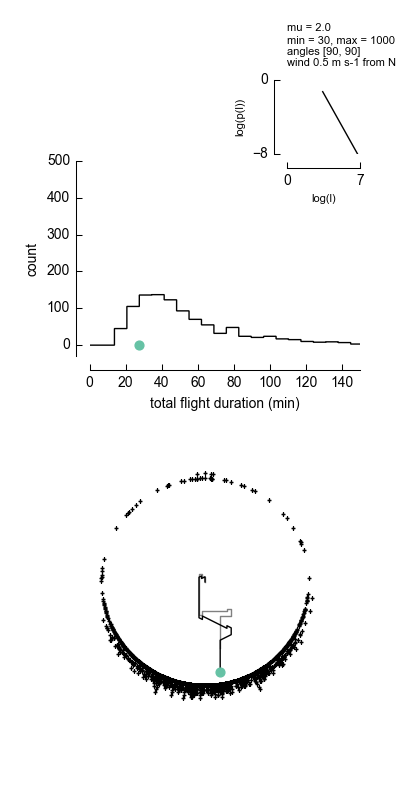 mu = 2.0
min = 30, max = 1000
angles [90, 90]
wind 0.5 m s-1 from N
0
log(p(l))
−8
0 7
log(l)
500
400
300
count
200
100
0
0 20 40 60 80 100 120 140
total flight duration (min)